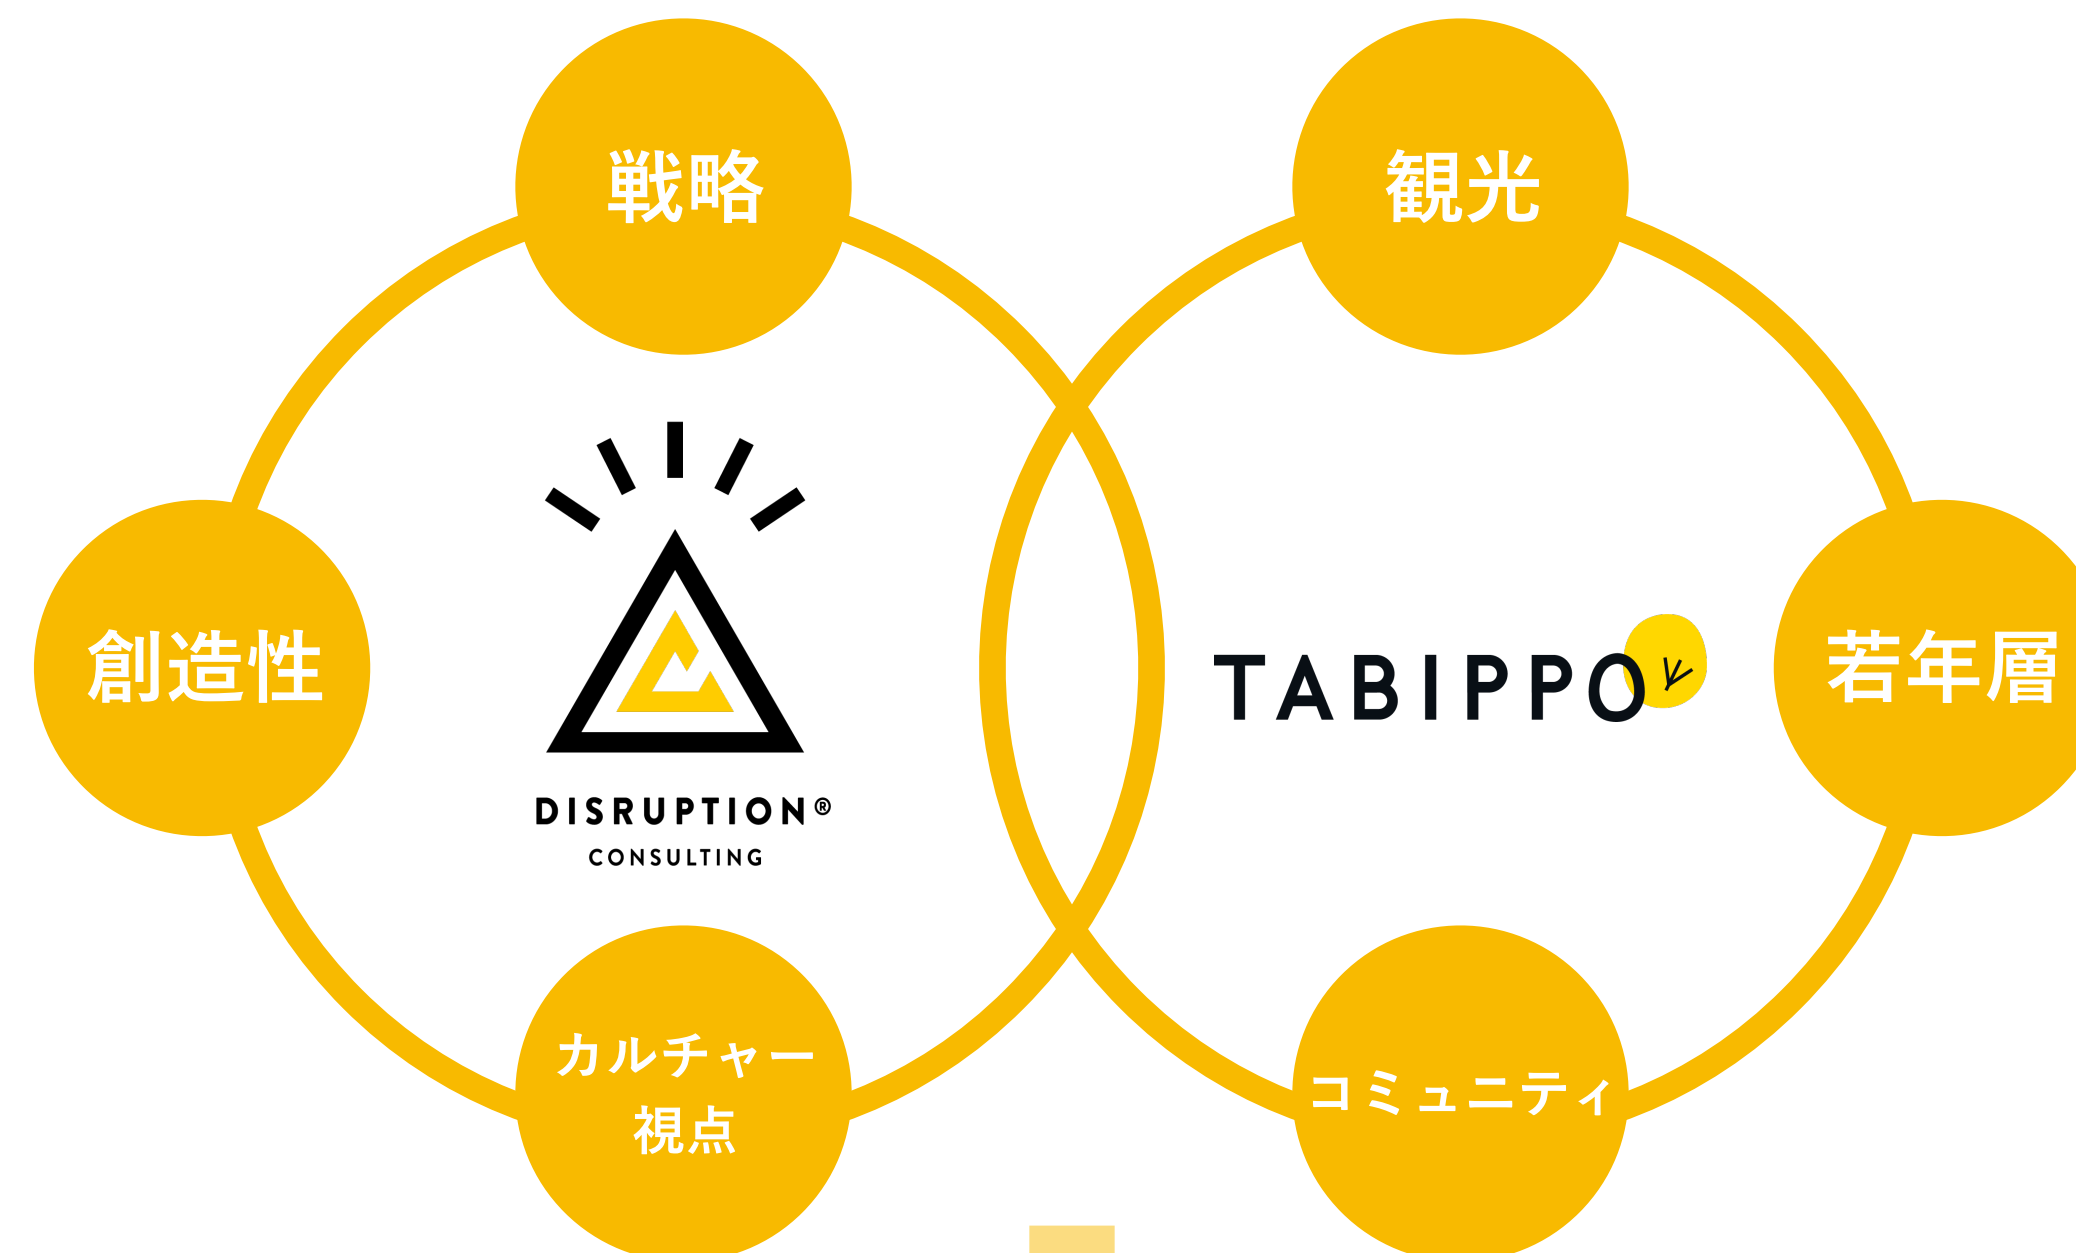 戦略
観光
創造性
DISRUPTION®
CONSULTING
TABIPPO
若年層
カルチャー
視点
コミュニティ